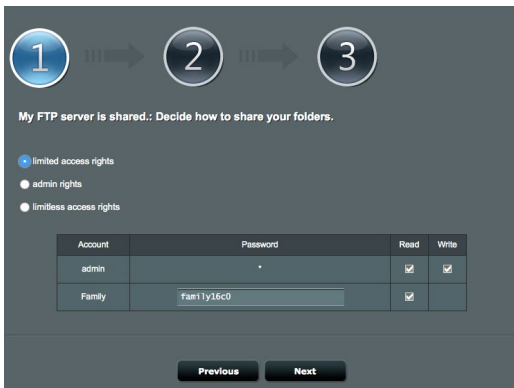 1 2 3
My FTP server is shared.: Decide how to share your folders.
limited access rights
admin rights
limitless access rights
Account Password Read Write
admin *
Family family16c0
Previous Next